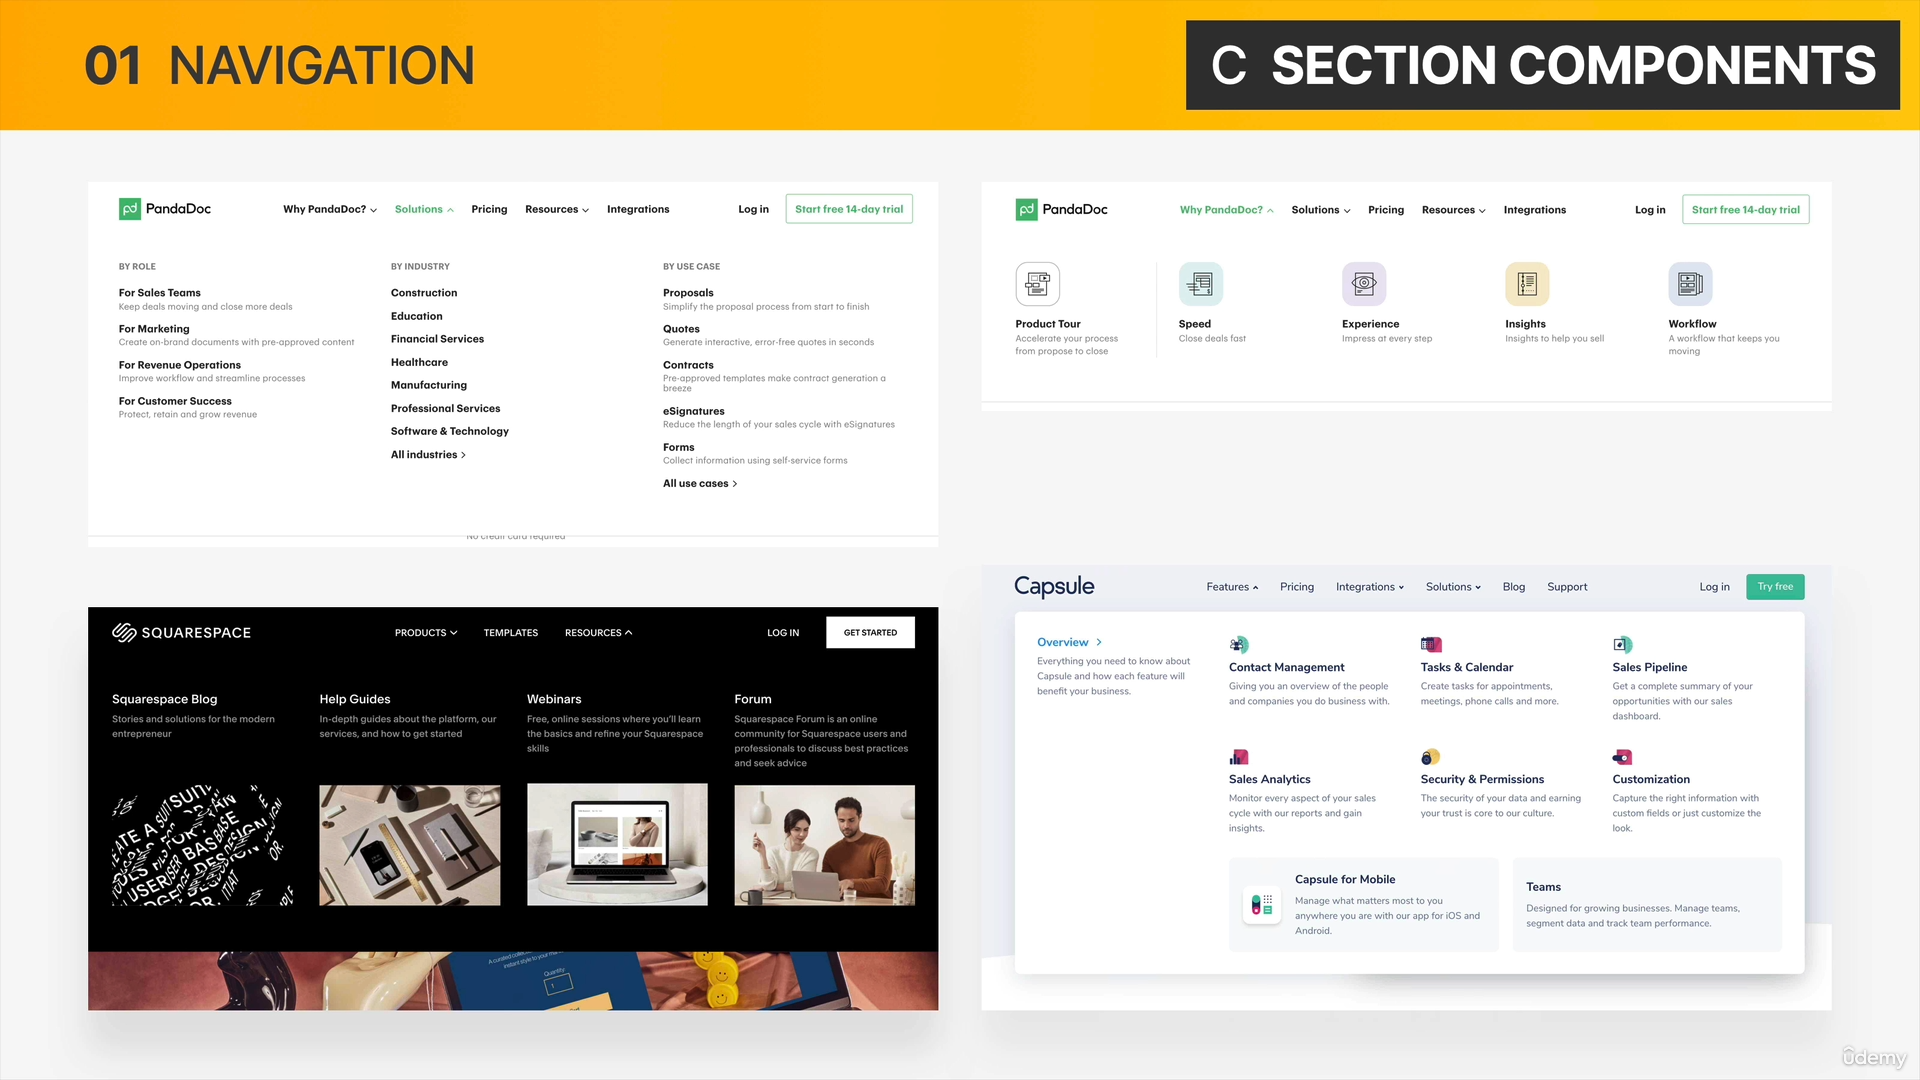 01 NAVIGATION
C SECTION COMPONENTS
pd PandaDoc
Why PandaDoc?
Solutions
Pricing
Resources
Integrations
Log in
Start free 14-day trial
BY ROLE
For Sales Teams
Keep deals moving and close more deals
For Marketing
Create on-brand documents with pre-approved content
For Revenue Operations
Improve workflow and streamline processes
For Customer Success
Protect, retain and grow revenue
BY INDUSTRY
Construction
Education
Financial Services
Healthcare
Manufacturing
Professional Services
Software & Technology
All industries >
BY USE CASE
Proposals
Simplify the proposal process from start to finish
Quotes
Generate interactive, error-free quotes in seconds
Contracts
Pre-approved templates make contract generation a
breeze
eSignatures
Reduce the length of your sales cycle with eSignatures
Forms
Collect information using self-service forms
All use cases >
No credit card required
pd PandaDoc
Why PandaDoc?
Solutions
Pricing
Resources
Integrations
Log in
Start free 14-day trial
Product Tour
Accelerate your process
from propose to close
Speed
Close deals fast
Experience
Impress at every step
Insights
Insights to help you sell
Workflow
A workflow that keeps you
moving
SQUARESPACE
PRODUCTS
TEMPLATES
RESOURCES
LOG IN
GET STARTED
Squarespace Blog
Stories and solutions for the modern
entrepreneur
Help Guides
In-depth guides about the platform, our
services, and how to get started
Webinars
Free, online sessions where you'll learn
the basics and refine your Squarespace
skills
Forum
Squarespace Forum is an online
community for Squarespace users and
professionals to discuss best practices
and seek advice
Quantity
1
Capsule
Features
Pricing
Integrations
Solutions
Blog
Support
Log in
Try free
Overview >
Everything you need to know about
Capsule and how each feature will
benefit your business.
Contact Management
Giving you an overview of the people
and companies you do business with.
Tasks & Calendar
Create tasks for appointments,
meetings, phone calls and more.
Sales Pipeline
Get a complete summary of your
opportunities with our sales
dashboard.
Sales Analytics
Monitor every aspect of your sales
cycle with our reports and gain
insights.
Security & Permissions
The security of your data and earning
your trust is core to our culture.
Customization
Capture the right information with
custom fields or just customize the
look.
Capsule for Mobile
Manage what matters most to you
anywhere you are with our app for iOS and
Android.
Teams
Designed for growing businesses. Manage teams,
segment data and track team performance.
udemy